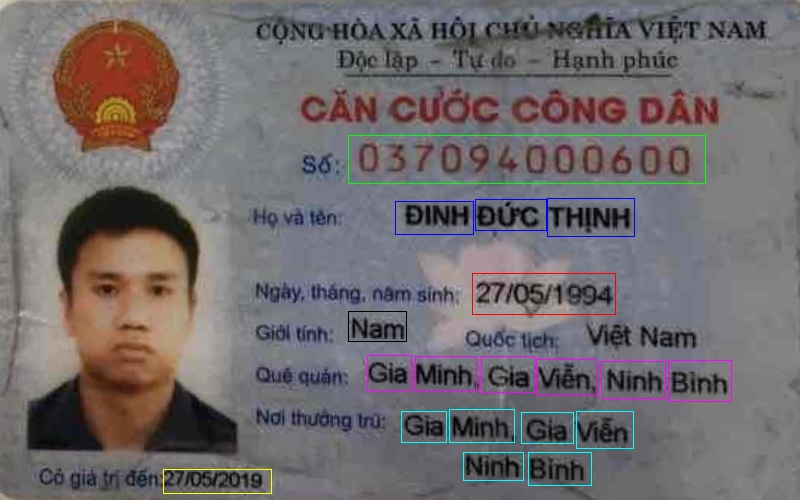 CỘNG HÒA XÃ HỘI CHỦ NGHĨA VIỆT NAM
Độc lập - Tự do - Hạnh phúc
CĂN CƯỚC CÔNG DÂN
Số: 037094000600
Họ và tên: ĐINH ĐỨC THỊNH
Ngày, tháng, năm sinh: 27/05/1994
Giới tính: Nam Quốc tịch: Việt Nam
Quê quán: Gia Minh, Gia Viễn, Ninh Bình
Nơi thường trú: Gia Minh, Gia Viễn
Ninh Bình
Có giá trị đến: 27/05/2019